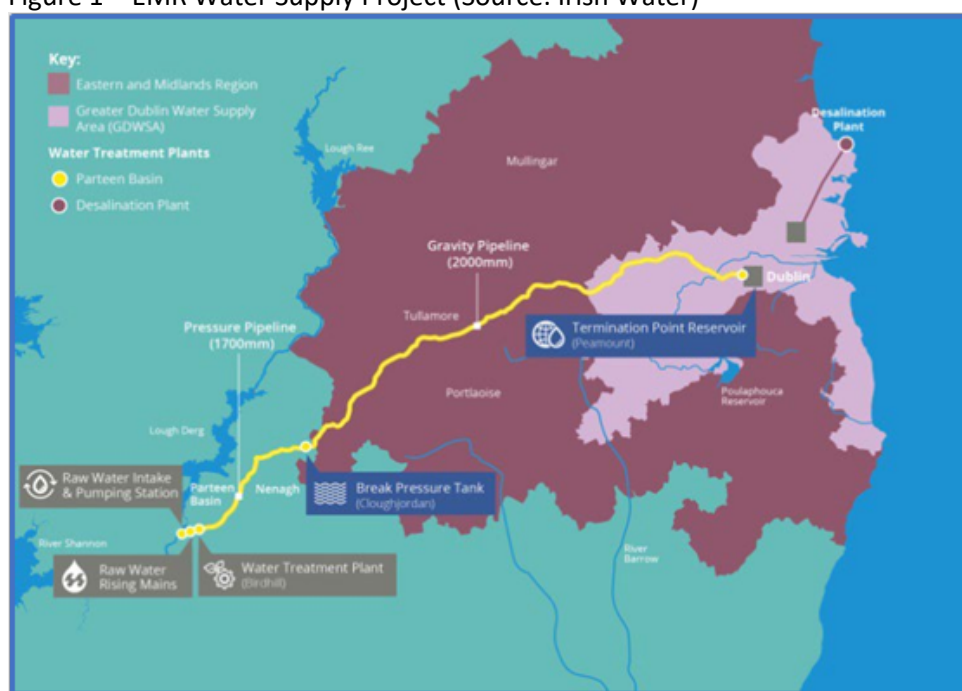 Figure 1 – EMR Water Supply Project (Source: Irish Water)
Key:
Eastern and Midlands Region
Greater Dublin Water Supply
Area (GDWSA)
Water Treatment Plants
Parteen Basin
Desalination Plant
Lough Ree
Mullingar
Desalination
Plant
Gravity Pipeline
(2000mm)
Dublin
Tullamore
Pressure Pipeline
(1700mm)
Termination Point Reservoir
(Peamount)
Portlaoise
Poulaphouca
Reservoir
Lough Derg
Raw Water Intake
& Pumping Station
Parteen
Basin
Nenagh
Break Pressure Tank
(Cloughjordan)
River Shannon
Raw Water
Rising Mains
Water Treatment Plant
(Birdhill)
River
Barrow